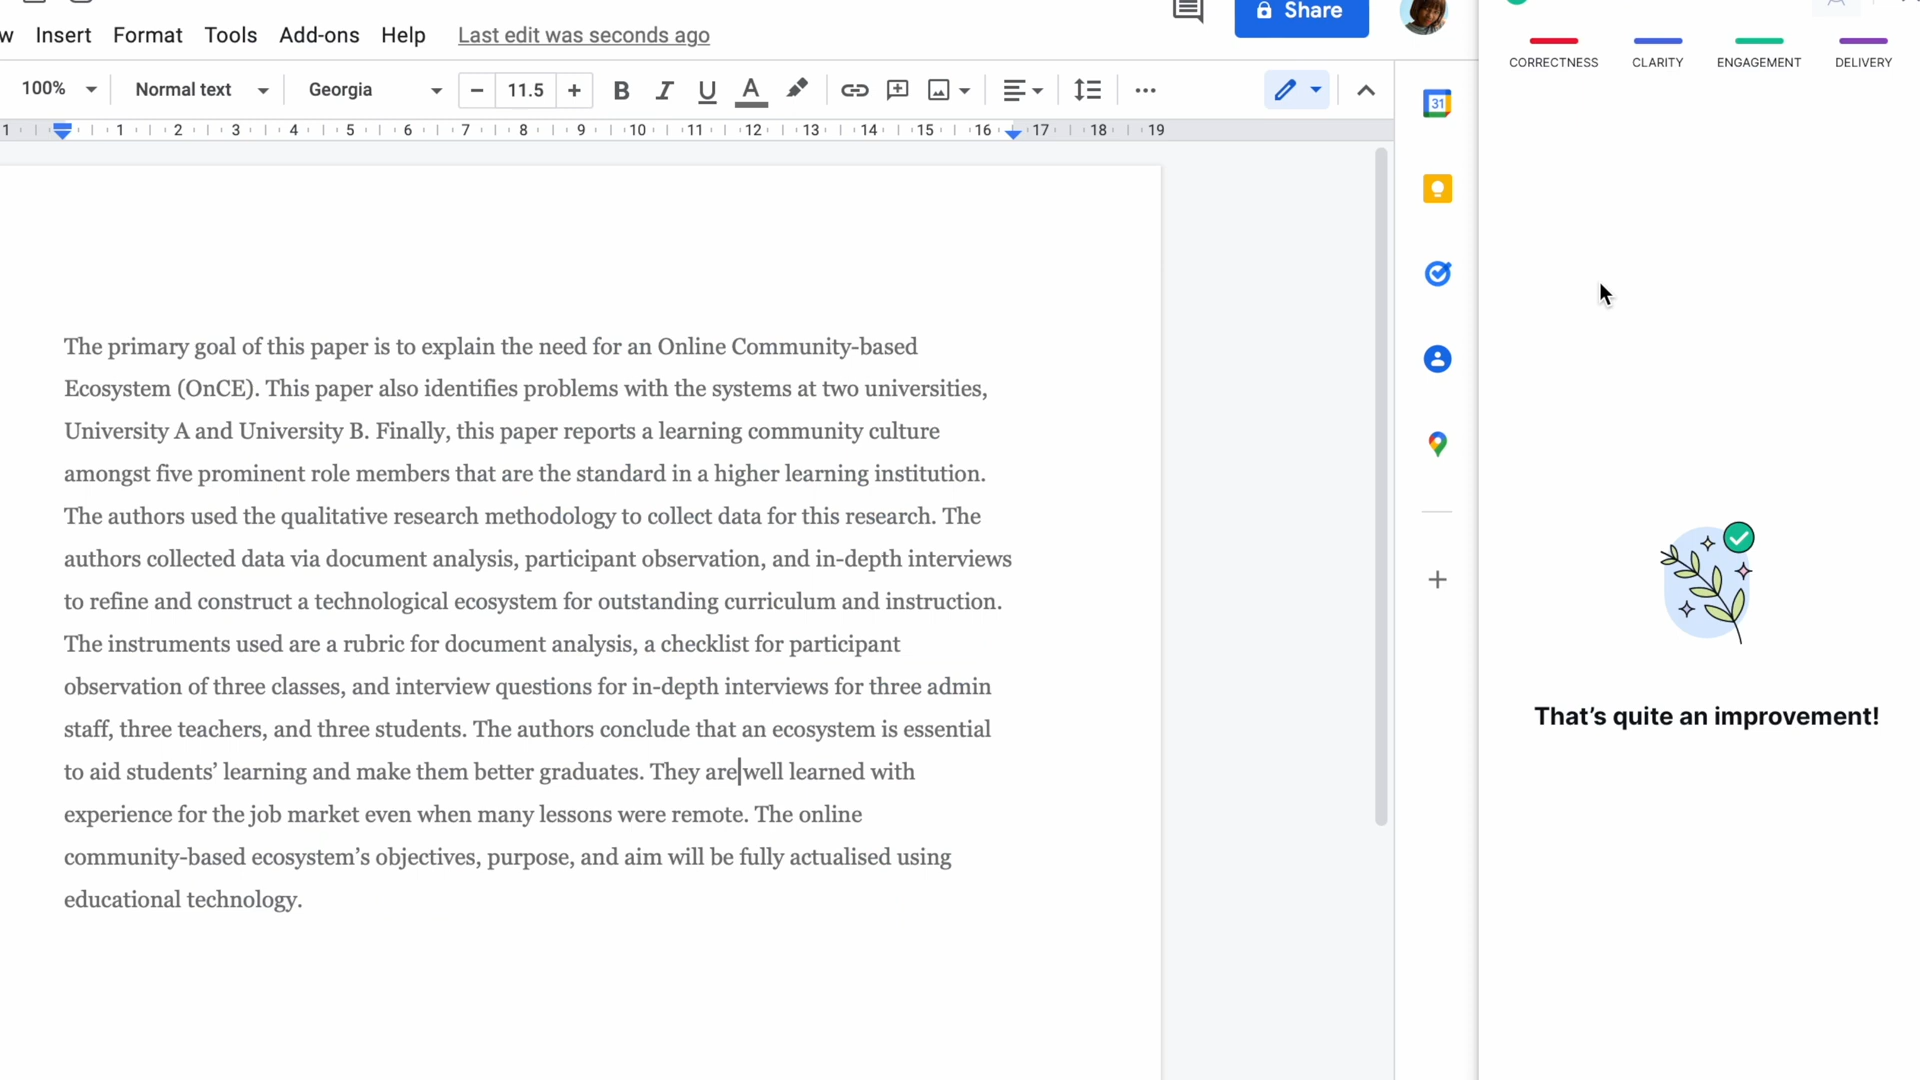 w Insert Format Tools Add-ons Help Last edit was seconds ago
Share
CORRECTNESS CLARITY ENGAGEMENT DELIVERY
100% Normal text Georgia − 11.5 + B I U A
31
1 1 2 3 4 5 6 7 8 9 10 11 12 13 14 15 16 17 18 19
The primary goal of this paper is to explain the need for an Online Community-based
Ecosystem (OnCE). This paper also identifies problems with the systems at two universities,
University A and University B. Finally, this paper reports a learning community culture
amongst five prominent role members that are the standard in a higher learning institution.
The authors used the qualitative research methodology to collect data for this research. The
authors collected data via document analysis, participant observation, and in-depth interviews
to refine and construct a technological ecosystem for outstanding curriculum and instruction.
The instruments used are a rubric for document analysis, a checklist for participant
observation of three classes, and interview questions for in-depth interviews for three admin
staff, three teachers, and three students. The authors conclude that an ecosystem is essential
to aid students’ learning and make them better graduates. They are well learned with
experience for the job market even when many lessons were remote. The online
community-based ecosystem’s objectives, purpose, and aim will be fully actualised using
educational technology.
That’s quite an improvement!